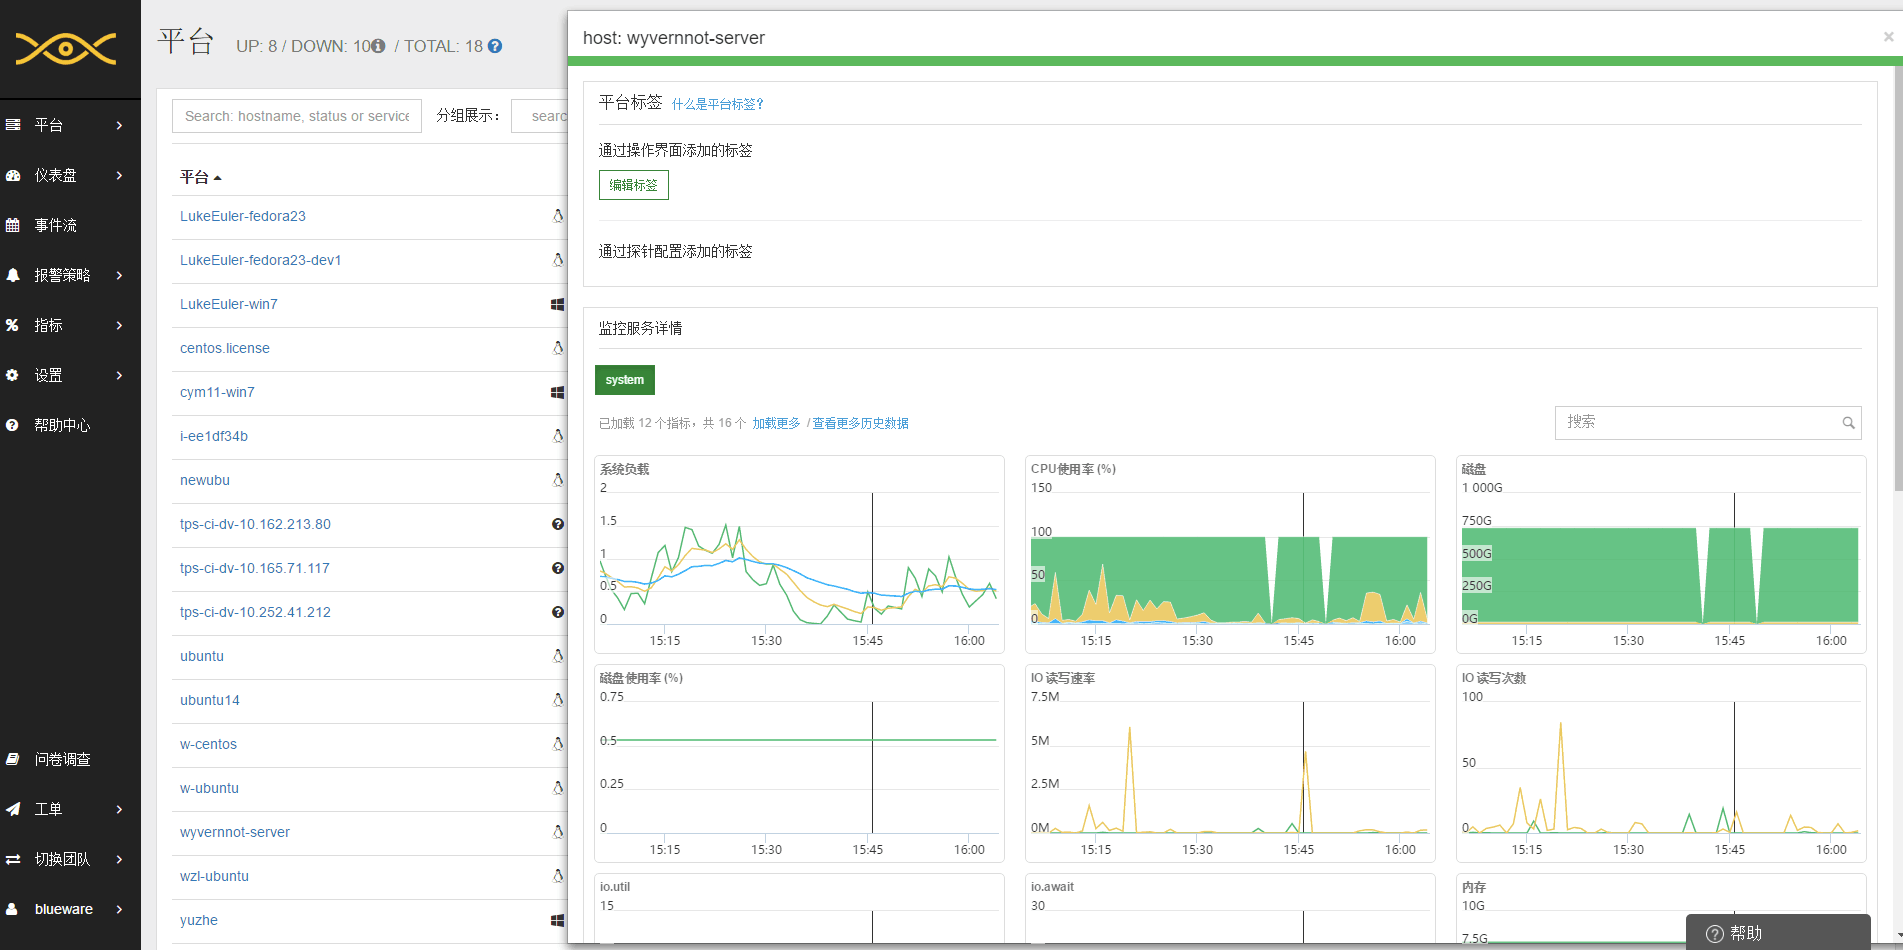 平台 UP: 8 / DOWN: 10 / TOTAL: 18
平台
仪表盘
事件流
报警策略
指标
设置
帮助中心
问卷调查
工单
切换团队
blueware
Search: hostname, status or service 分组展示： searc
平台
LukeEuler-fedora23
LukeEuler-fedora23-dev1
LukeEuler-win7
centos.license
cym11-win7
i-ee1df34b
newubu
tps-ci-dv-10.162.213.80
tps-ci-dv-10.165.71.117
tps-ci-dv-10.252.41.212
ubuntu
ubuntu14
w-centos
w-ubuntu
wyvernnot-server
wzl-ubuntu
yuzhe
host: wyvernnot-server ×
平台标签 什么是平台标签?
通过操作界面添加的标签
编辑标签
通过探针配置添加的标签
监控服务详情
system
已加载 12 个指标，共 16 个 加载更多 / 查看更多历史数据
搜索
系统负载
2
1.5
1
0.5
0
15:15 15:30 15:45 16:00
CPU使用率 (%)
150
100
50
0
15:15 15:30 15:45 16:00
磁盘
1 000G
750G
500G
250G
0G
15:15 15:30 15:45 16:00
磁盘使用率 (%)
0.75
0.5
0.25
0
15:15 15:30 15:45 16:00
IO 读写速率
7.5M
5M
2.5M
0M
15:15 15:30 15:45 16:00
IO 读写次数
100
50
0
15:15 15:30 15:45 16:00
io.util
15
io.await
30
内存
10G
7.5G
帮助